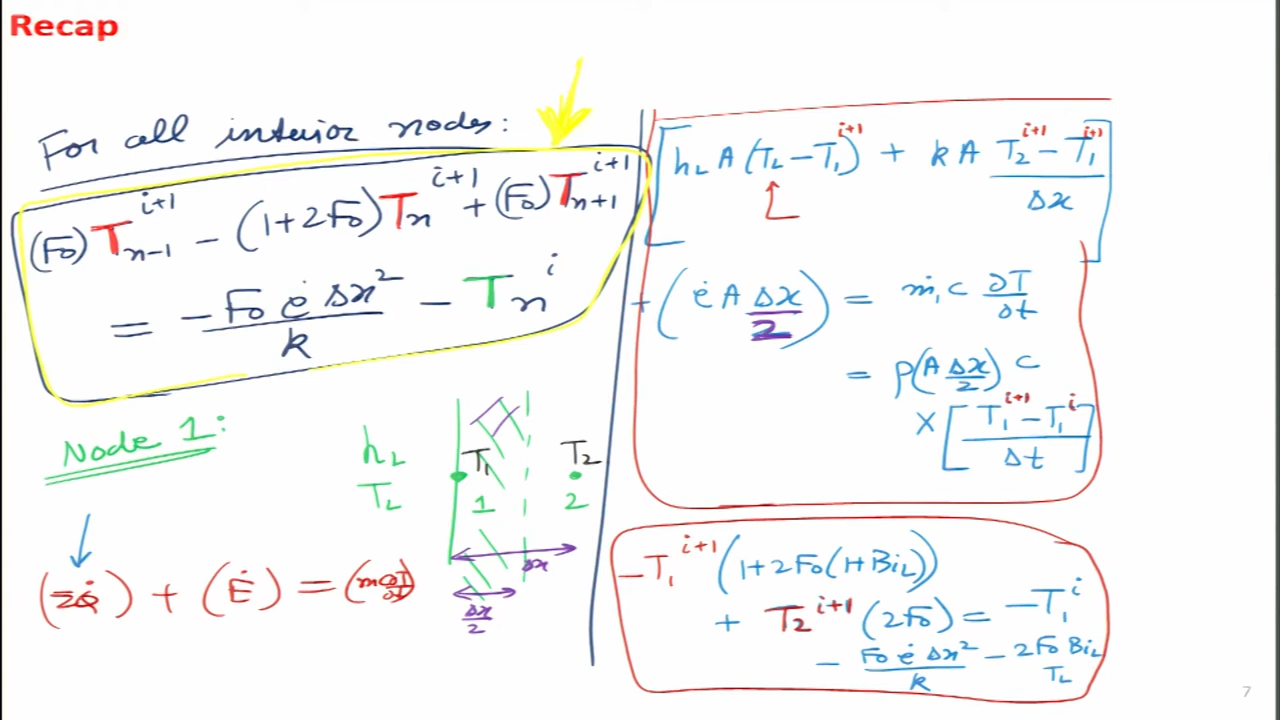 Recap
For all interior nodes:
(Fo) T_{n-1}^{i+1} - (1+2Fo) T_n^{i+1} + (Fo) T_{n+1}^{i+1}
= -Fo ė Δx² / k - T_n^i
Node 1:
h_L
T_L
T_1
T_2
1
2
Δx
Δx/2
(ΣQ̇) + (Ė) = (mc ∂T/∂t)
h_L A (T_L - T_1^{i+1}) + kA (T_2^{i+1} - T_1^{i+1}) / Δx
+ (ė A Δx/2) = m_1 c ∂T/∂t
= ρ(A Δx/2) c
× [(T_1^{i+1} - T_1^i) / Δt]
-T_1^{i+1} (1+2Fo(1+Bi_L)
+ T_2^{i+1} (2Fo) = -T_1^i
- Fo ė Δx² / k - 2Fo Bi_L
T_L
7